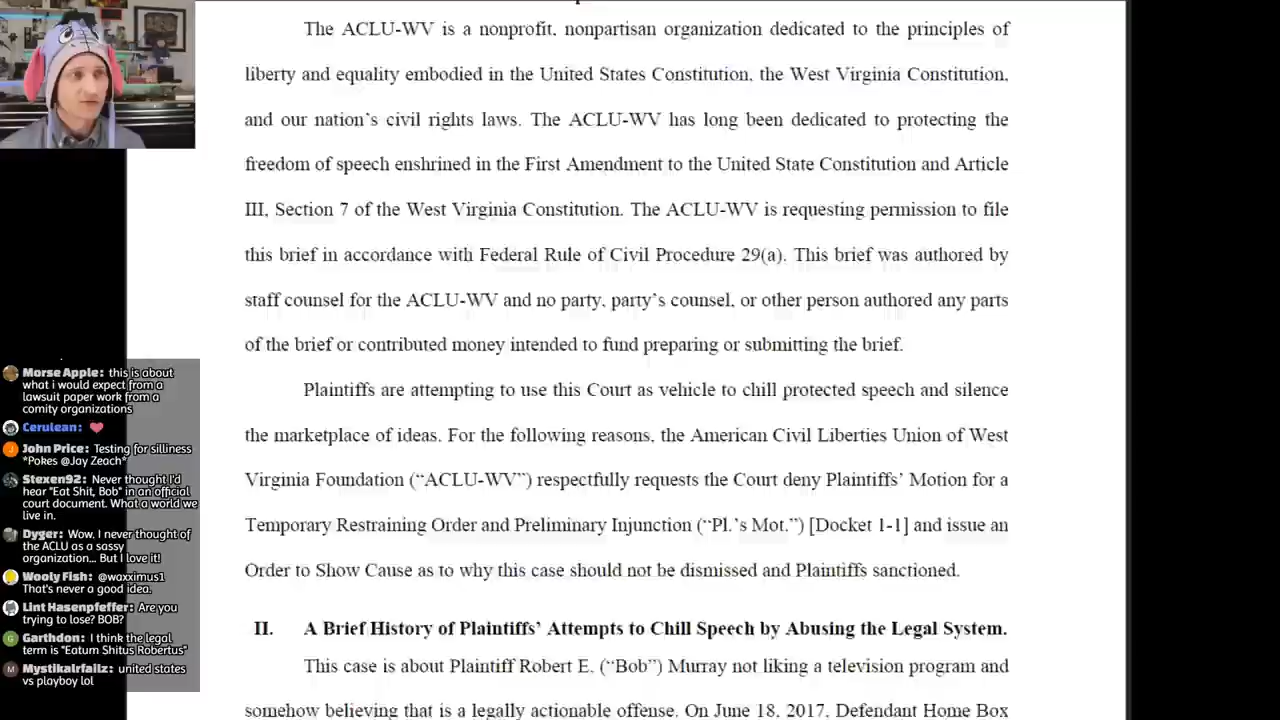 The ACLU-WV is a nonprofit, nonpartisan organization dedicated to the principles of
liberty and equality embodied in the United States Constitution, the West Virginia Constitution,
and our nation's civil rights laws. The ACLU-WV has long been dedicated to protecting the
freedom of speech enshrined in the First Amendment to the United State Constitution and Article
III, Section 7 of the West Virginia Constitution. The ACLU-WV is requesting permission to file
this brief in accordance with Federal Rule of Civil Procedure 29(a). This brief was authored by
staff counsel for the ACLU-WV and no party, party's counsel, or other person authored any parts
of the brief or contributed money intended to fund preparing or submitting the brief.
Plaintiffs are attempting to use this Court as vehicle to chill protected speech and silence
the marketplace of ideas. For the following reasons, the American Civil Liberties Union of West
Virginia Foundation ("ACLU-WV") respectfully requests the Court deny Plaintiffs' Motion for a
Temporary Restraining Order and Preliminary Injunction ("Pl.'s Mot.") [Docket 1-1] and issue an
Order to Show Cause as to why this case should not be dismissed and Plaintiffs sanctioned.
II. A Brief History of Plaintiffs' Attempts to Chill Speech by Abusing the Legal System.
This case is about Plaintiff Robert E. ("Bob") Murray not liking a television program and
somehow believing that is a legally actionable offense. On June 18, 2017, Defendant Home Box
Morse Apple: this is about
what i would expect from a
lawsuit paper work from a
comity organizations
Cerulean: ❤
John Price: Testing for silliness
*Pokes @Jay Zeach*
Stexen92: Never thought I'd
hear "Eat Shit, Bob" in an official
court document. What a world we
live in.
Dyger: Wow, I never thought of
the ACLU as a sassy
organization... But I love it!
Wooly Fish: @waxximus1
That's never a good idea.
Lint Hasenpfeffer: Are you
trying to lose? BOB?
Garthdon: I think the legal
term is "Eatum Shitus Robertus"
Mystikalrfailz: united states
vs playboy lol